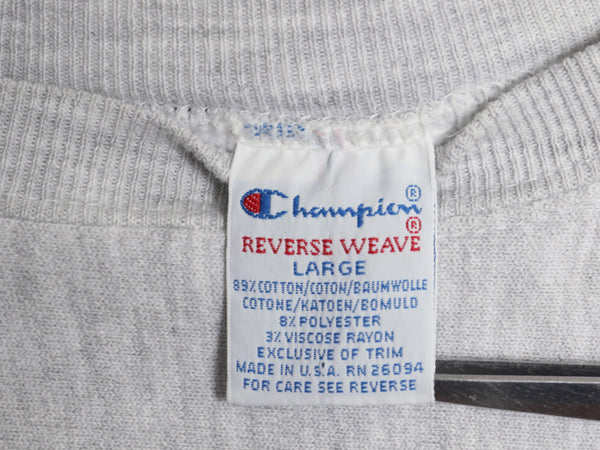 Champion®
REVERSE WEAVE®
LARGE
89% COTTON/COTON/BAUMWOLLE
COTONE/KATOEN/BOMULD
8% POLYESTER
3% VISCOSE RAYON
EXCLUSIVE OF TRIM
MADE IN U.S.A. RN 26094
FOR CARE SEE REVERSE